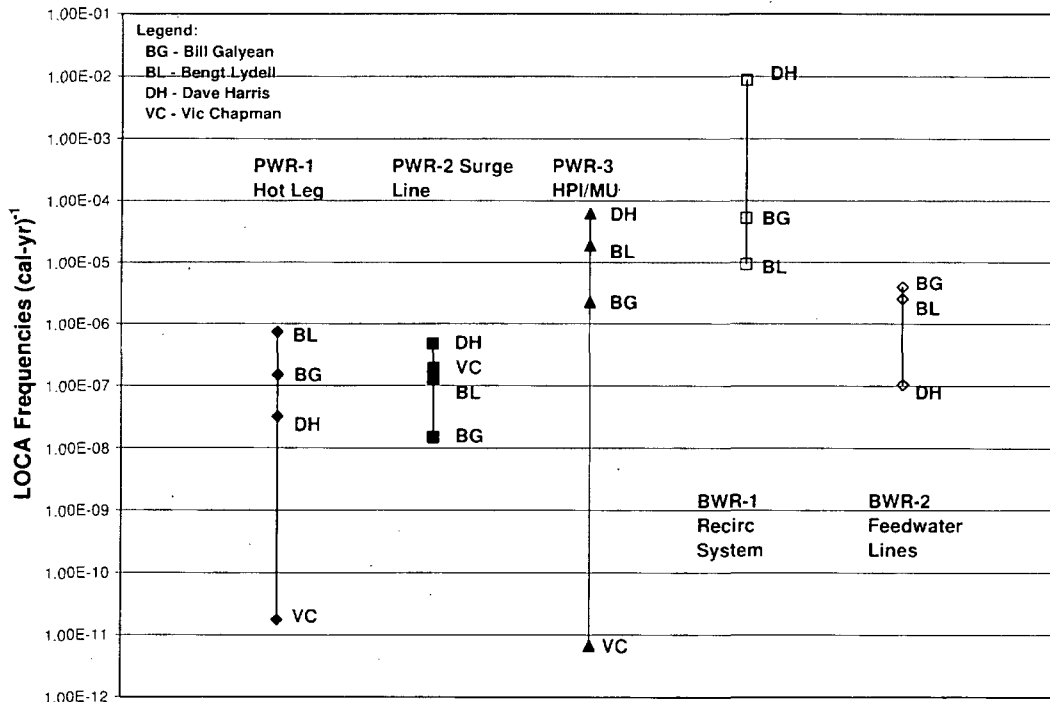 LOCA Frequencies (cal-yr)⁻¹
1.00E-01
1.00E-02
1.00E-03
1.00E-04
1.00E-05
1.00E-06
1.00E-07
1.00E-08
1.00E-09
1.00E-10
1.00E-11
1.00E-12
Legend:
BG - Bill Galyean
BL - Bengt Lydell
DH - Dave Harris
VC - Vic Chapman
PWR-1
Hot Leg
BL
BG
DH
VC
PWR-2 Surge
Line
DH
VC
BL
BG
PWR-3
HPI/MU
DH
BL
BG
VC
DH
BG
BL
BWR-1
Recirc
System
BG
BL
DH
BWR-2
Feedwater
Lines